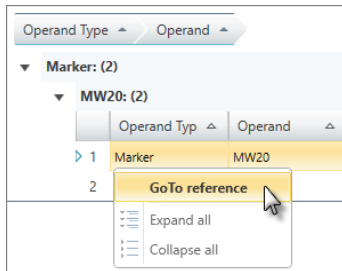 Operand Type Operand
Marker: (2)
MW20: (2)
Operand Typ Operand
1 Marker MW20
2
GoTo reference
Expand all
Collapse all